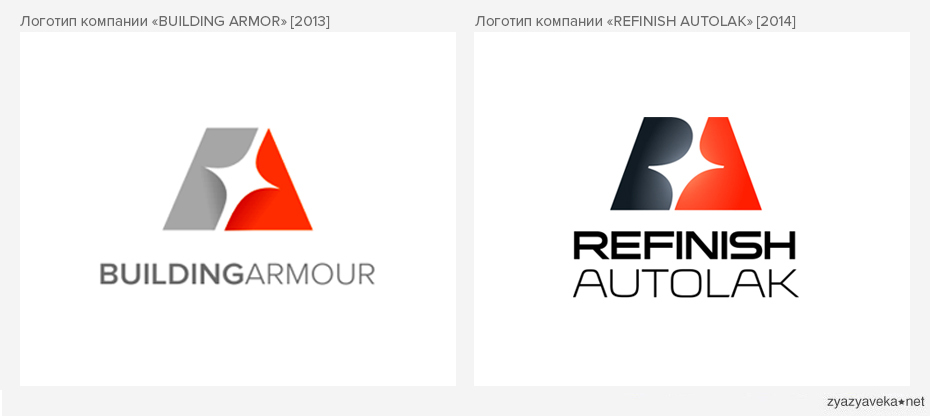 Логотип компании «BUILDING ARMOR» [2013]
Логотип компании «REFINISH AUTOLAK» [2014]
BUILDINGARMOUR
REFINISH
AUTOLAK
zyazyaveka★net